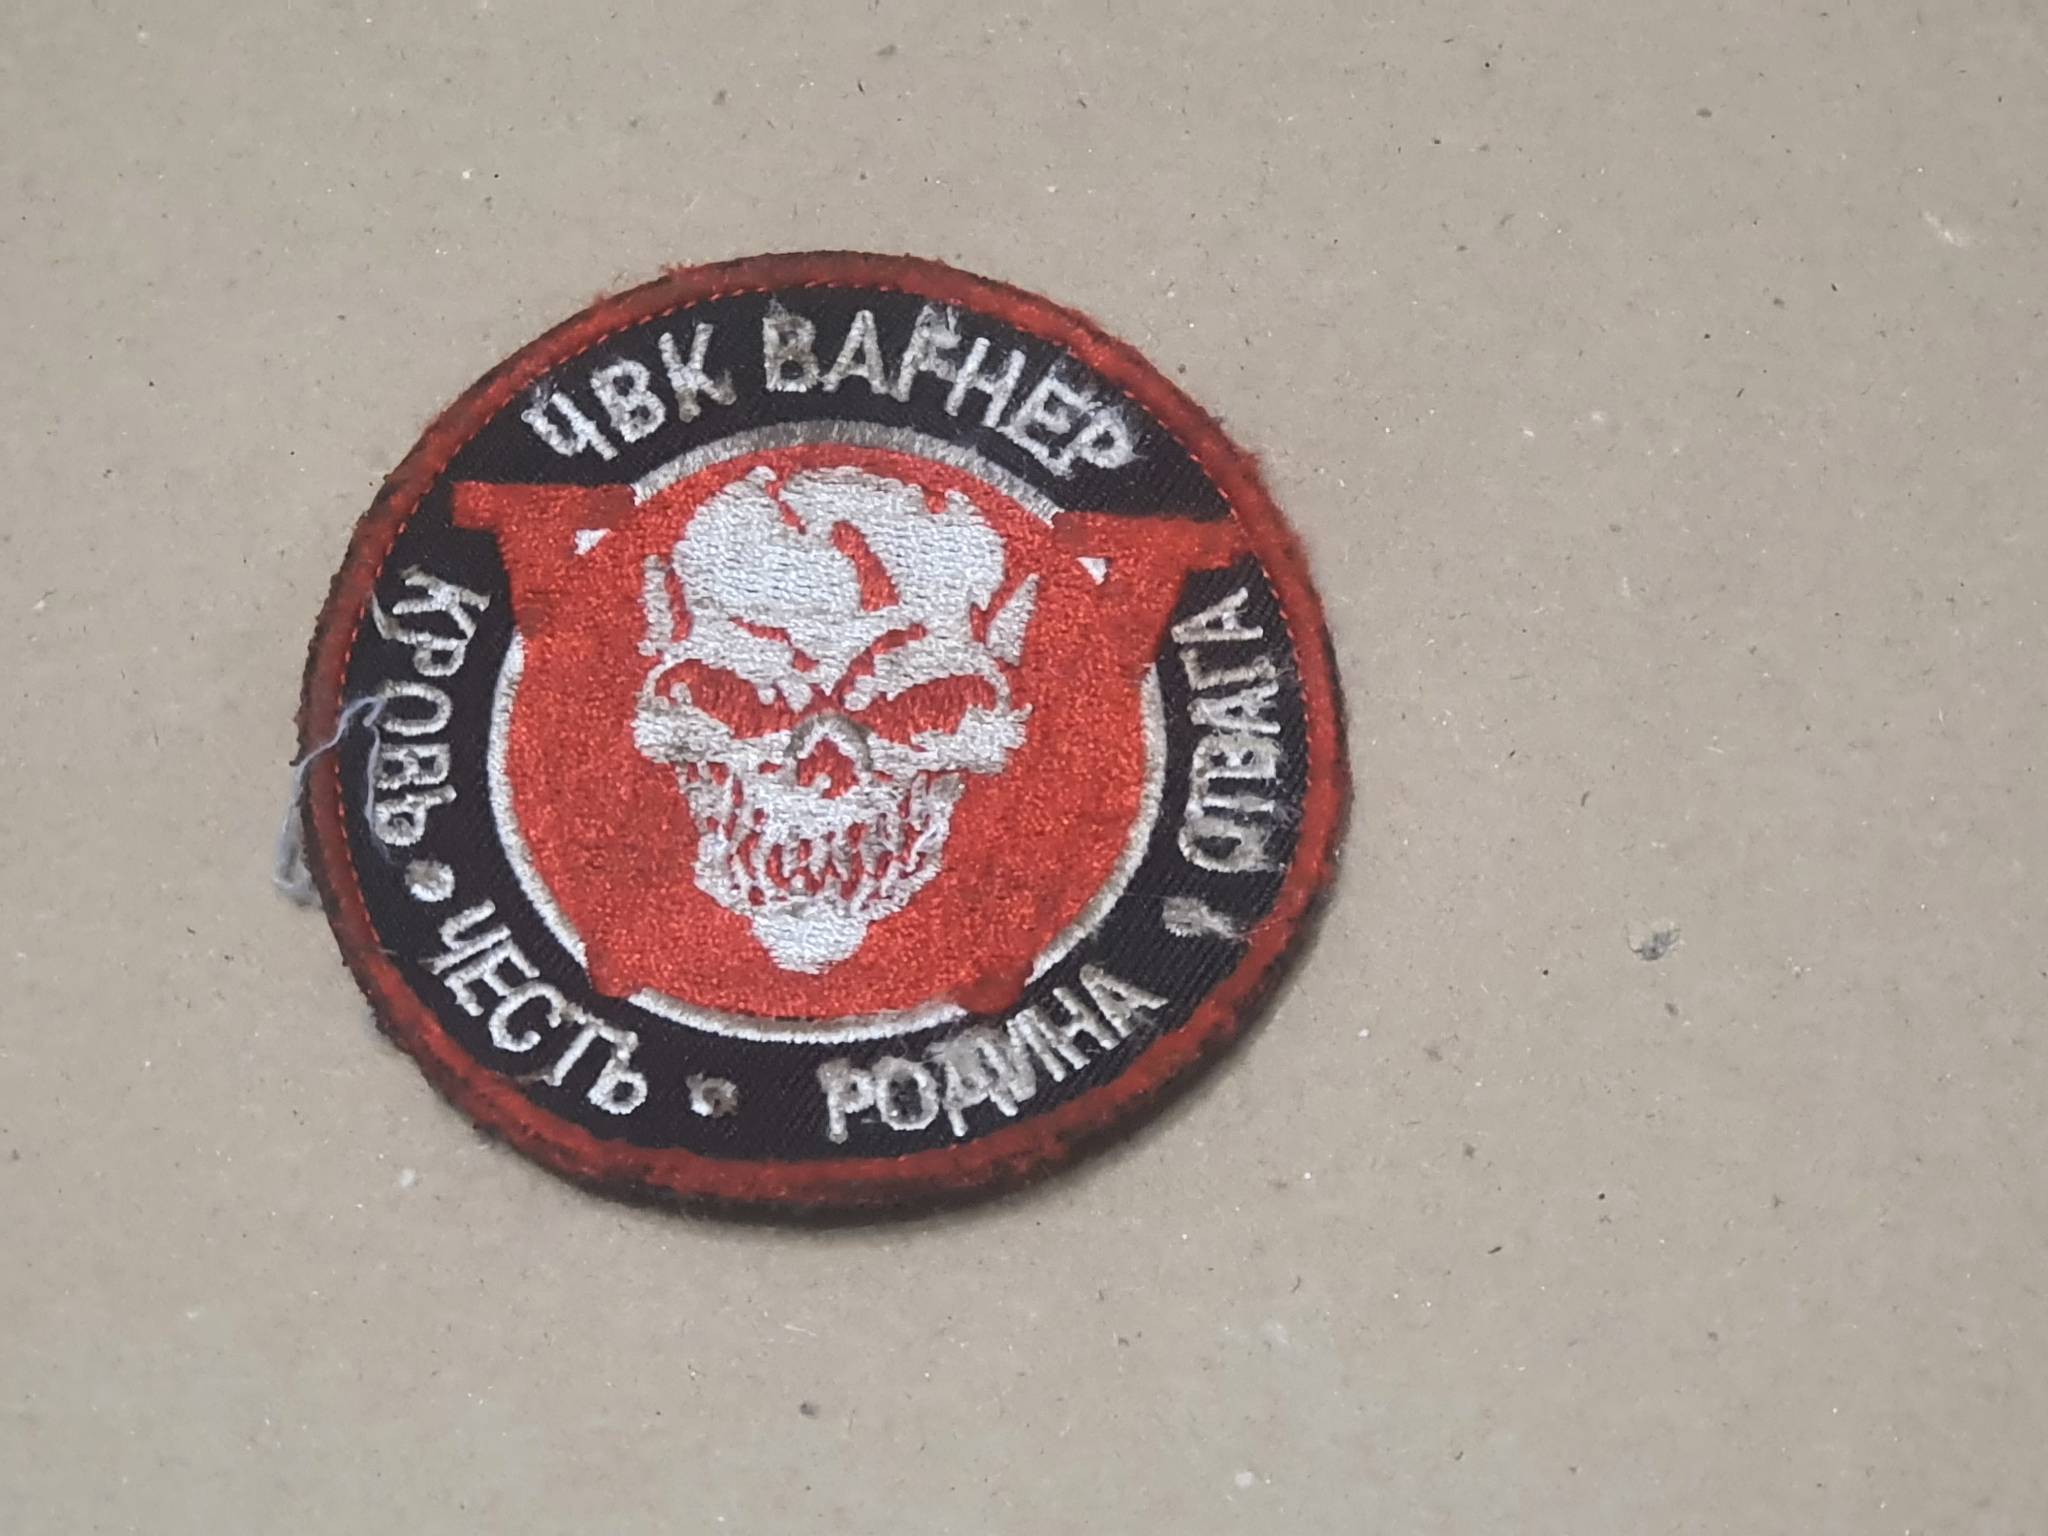 ЧВК ВАГНЕР
КРОВЬ • ЧЕСТЬ • РОДИНА • ОТВАГА